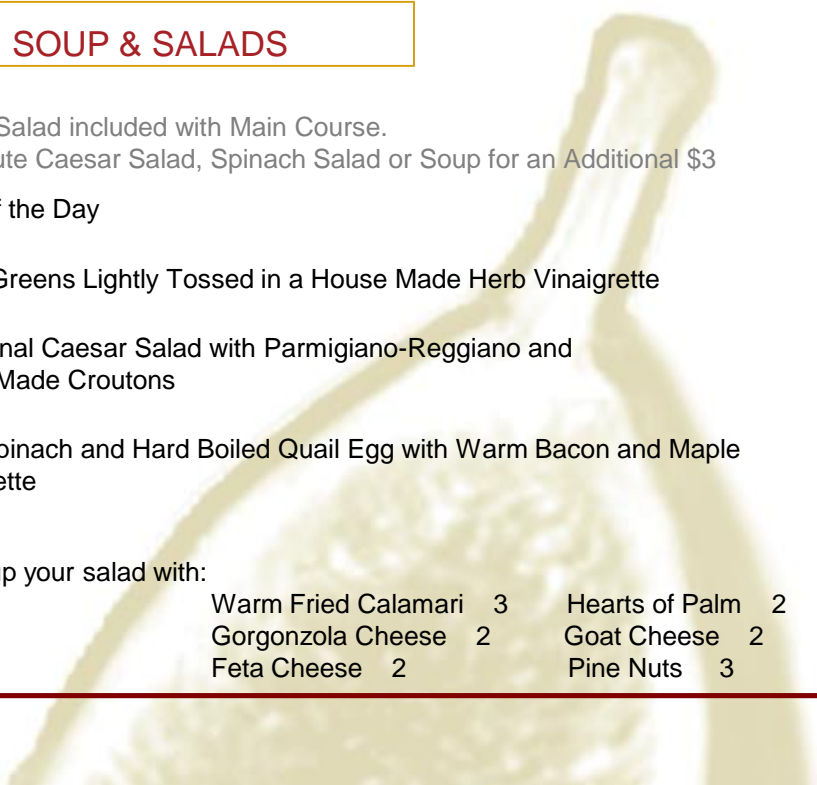 SOUP & SALADS
Salad included with Main Course.
ute Caesar Salad, Spinach Salad or Soup for an Additional $3
f the Day
Greens Lightly Tossed in a House Made Herb Vinaigrette
nal Caesar Salad with Parmigiano-Reggiano and
Made Croutons
pinach and Hard Boiled Quail Egg with Warm Bacon and Maple
ette
up your salad with:
Warm Fried Calamari 3 Hearts of Palm 2
Gorgonzola Cheese 2 Goat Cheese 2
Feta Cheese 2 Pine Nuts 3